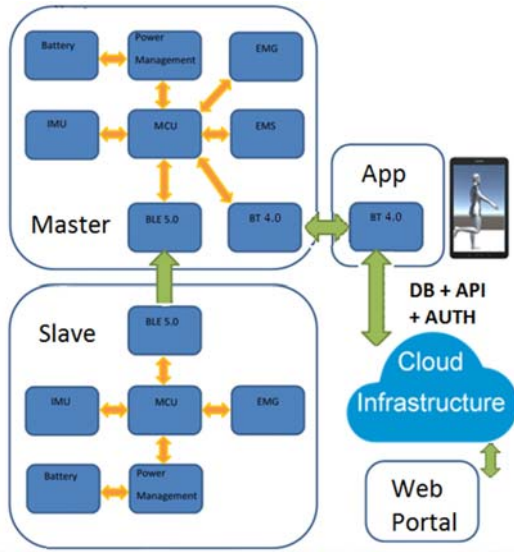 Battery
Power
Management
EMG
IMU
MCU
EMS
Master
BLE 5.0
BT 4.0
App
BT 4.0
DB + API
+ AUTH
Cloud
Infrastructure
Web
Portal
Slave
BLE 5.0
IMU
MCU
EMG
Battery
Power
Management